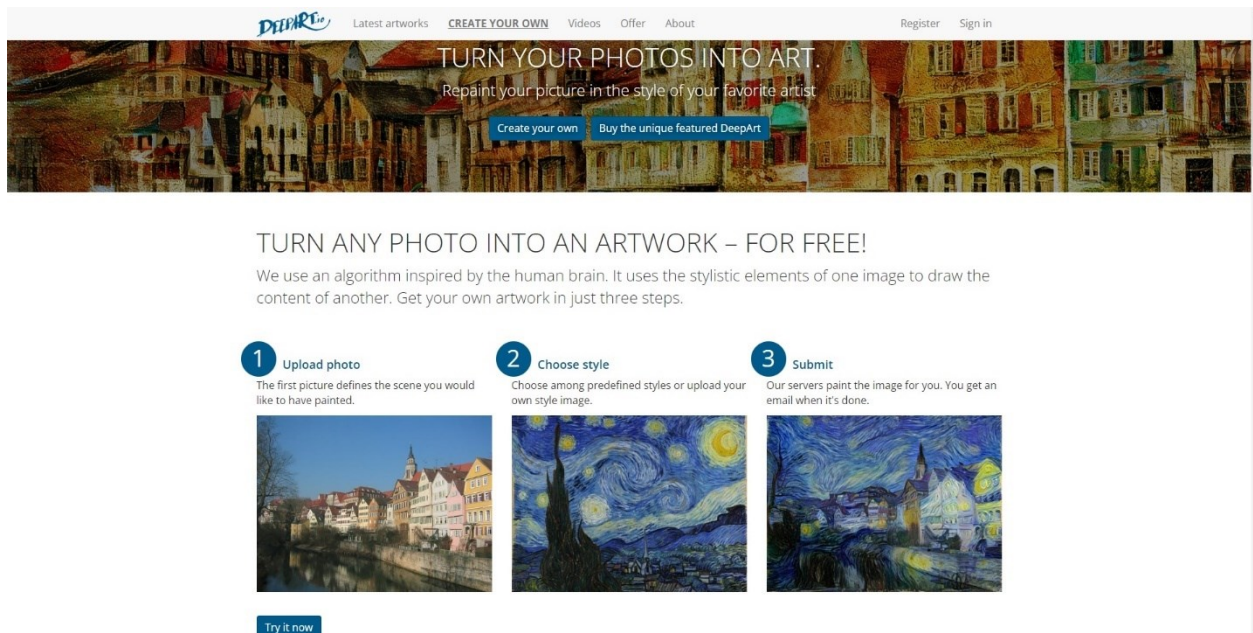 DEEPART.io
Latest artworks
CREATE YOUR OWN
Videos
Offer
About
Register
Sign in
TURN YOUR PHOTOS INTO ART.
Repaint your picture in the style of your favorite artist
Create your own
Buy the unique featured DeepArt
TURN ANY PHOTO INTO AN ARTWORK – FOR FREE!
We use an algorithm inspired by the human brain. It uses the stylistic elements of one image to draw the
content of another. Get your own artwork in just three steps.
1 Upload photo
The first picture defines the scene you would
like to have painted.
2 Choose style
Choose among predefined styles or upload your
own style image.
3 Submit
Our servers paint the image for you. You get an
email when it's done.
Try it now